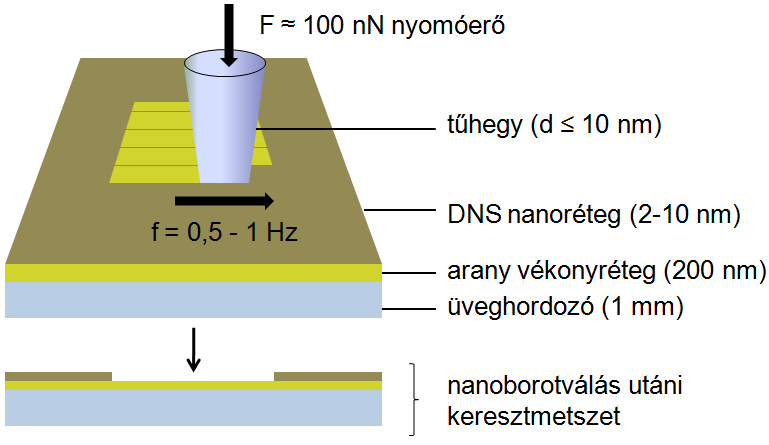 F ≈ 100 nN nyomóerő
tűhegy (d ≤ 10 nm)
DNS nanoréteg (2-10 nm)
f = 0,5 - 1 Hz
arany vékonyréteg (200 nm)
üveghordozó (1 mm)
nanoborotválás utáni
keresztmetszet